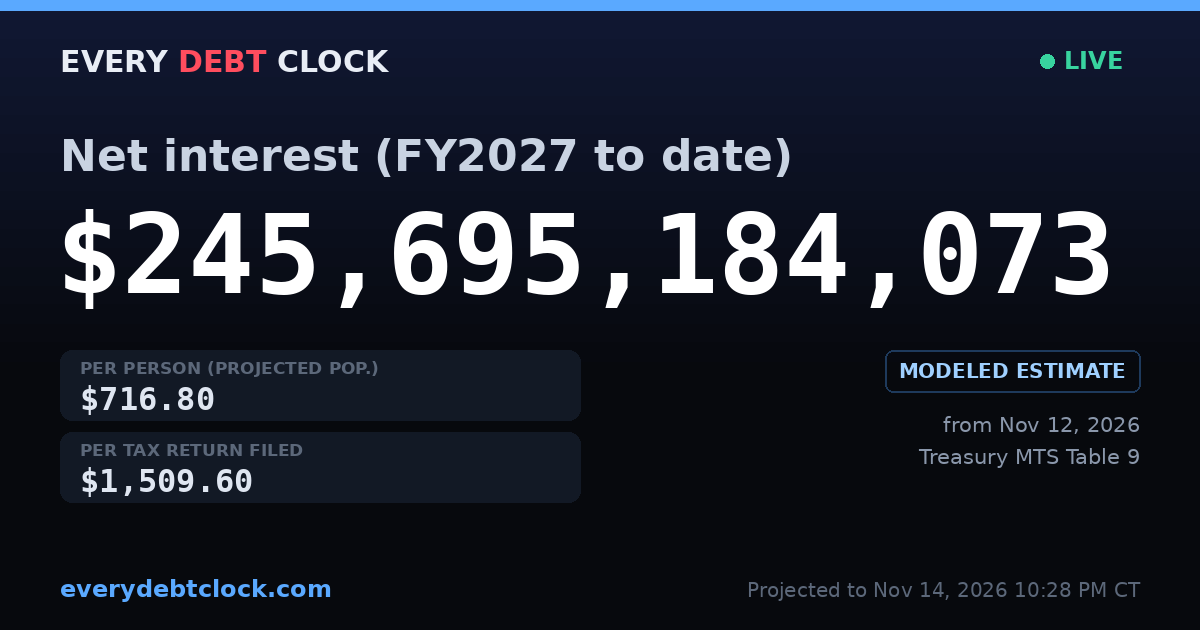 EVERY DEBT CLOCK
LIVE
Net interest (FY2027 to date)
$245,695,184,073
PER PERSON (PROJECTED POP.)
$716.80
PER TAX RETURN FILED
$1,509.60
MODELED ESTIMATE
from Nov 12, 2026
Treasury MTS Table 9
everydebtclock.com
Projected to Nov 14, 2026 10:28 PM CT